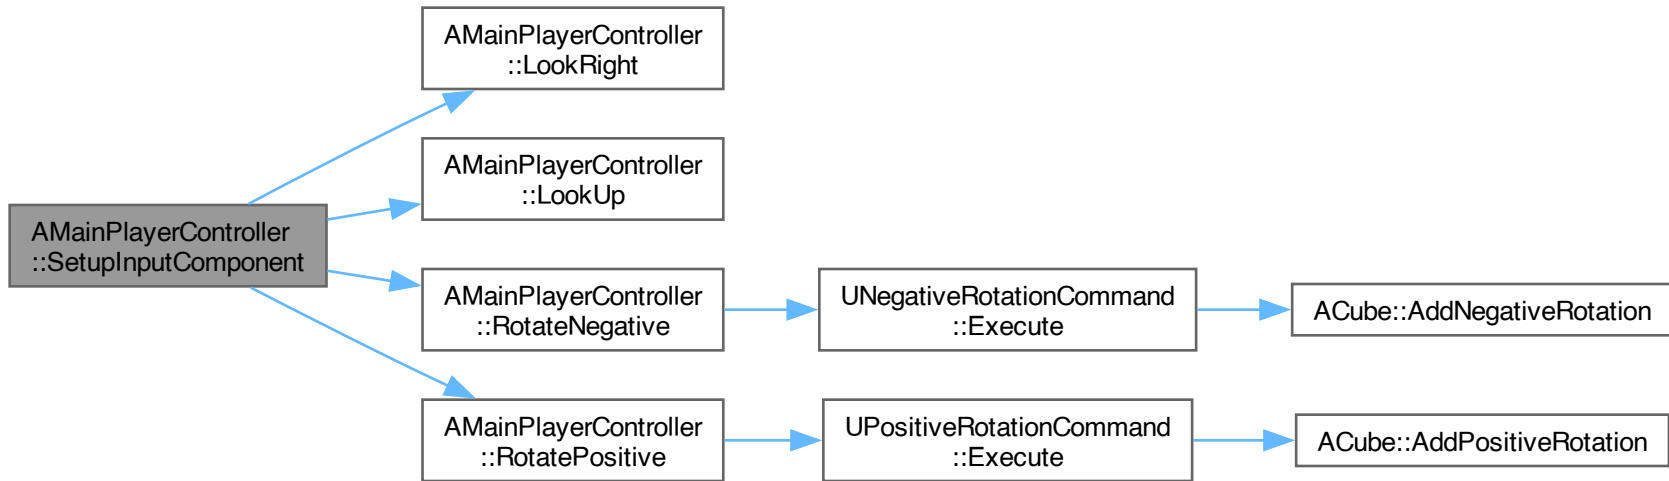 AMainPlayerController
::SetupInputComponent
AMainPlayerController
::LookRight
AMainPlayerController
::LookUp
AMainPlayerController
::RotateNegative
UNegativeRotationCommand
::Execute
ACube::AddNegativeRotation
AMainPlayerController
::RotatePositive
UPositiveRotationCommand
::Execute
ACube::AddPositiveRotation